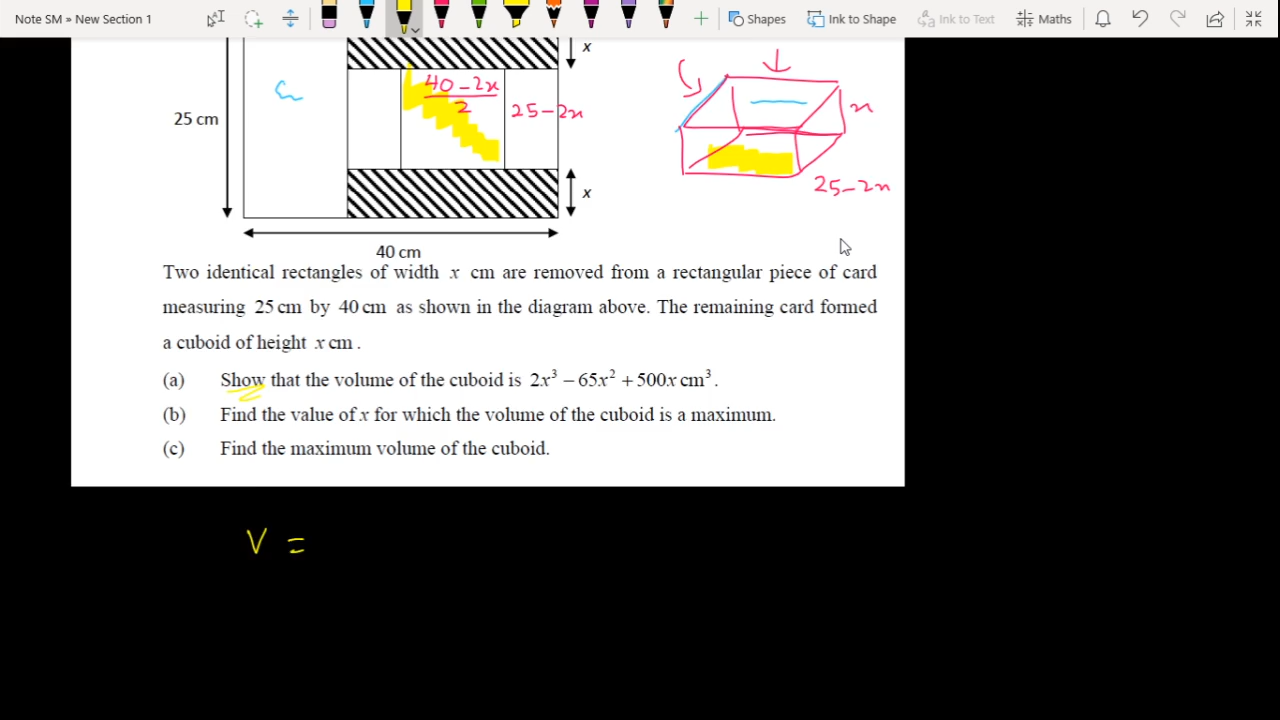 Note SM » New Section 1 Shapes Ink to Shape Ink to Text Maths
x
40 - 2x
2
25 - 2x
x
25 cm
25 - 2x
x
40 cm
Two identical rectangles of width x cm are removed from a rectangular piece of card
measuring 25 cm by 40 cm as shown in the diagram above. The remaining card formed
a cuboid of height x cm .
(a) Show that the volume of the cuboid is 2x³ − 65x² + 500x cm³ .
(b) Find the value of x for which the volume of the cuboid is a maximum.
(c) Find the maximum volume of the cuboid.
V =